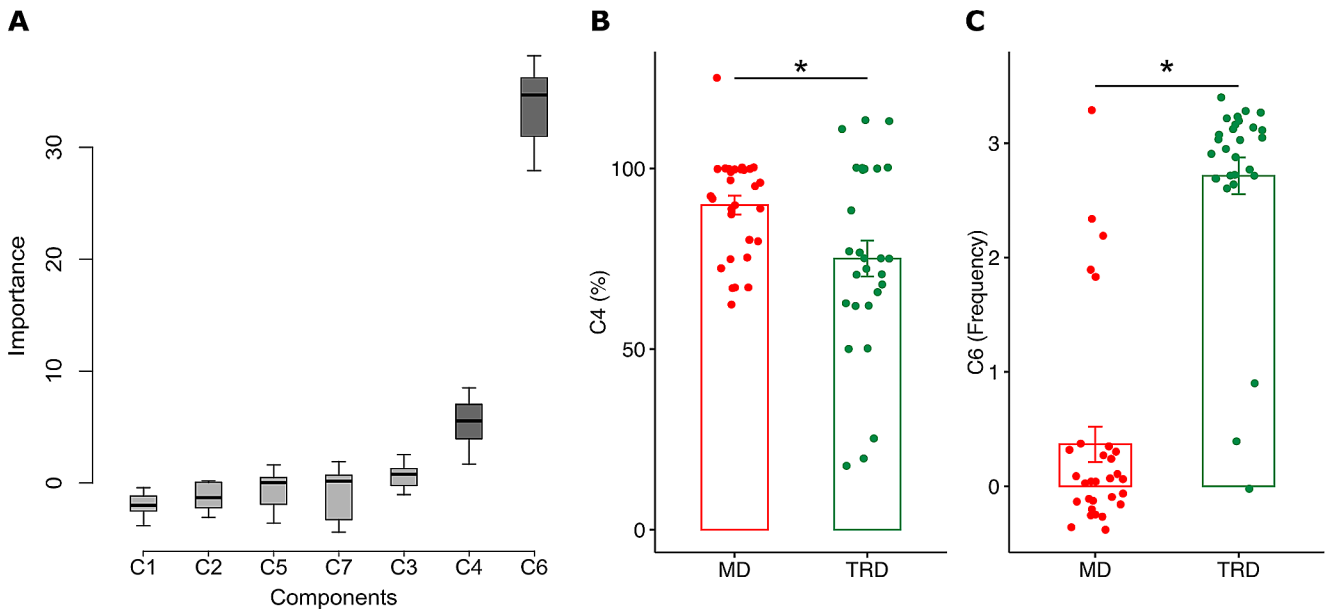 A
Importance
30
20
10
0
C1 C2 C5 C7 C3 C4 C6
Components
B
*
C4 (%)
100
50
0
MD TRD
C
*
C6 (Frequency)
3
2
1
0
MD TRD